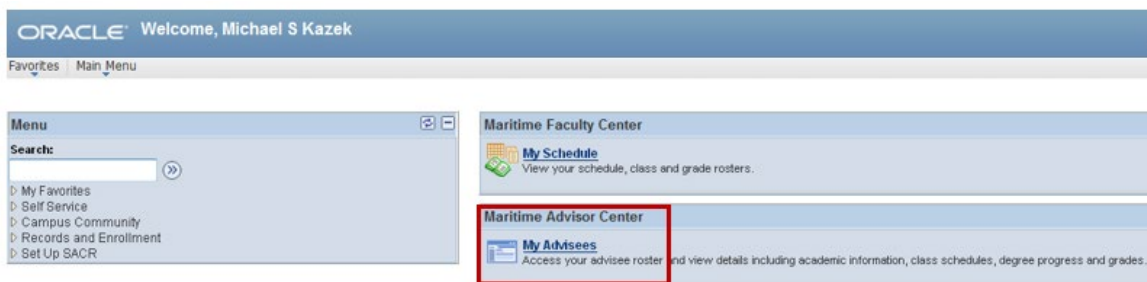 ORACLE Welcome, Michael S Kazek
Favorites Main Menu
Menu
Search:
My Favorites
Self Service
Campus Community
Records and Enrollment
Set Up SACR
Maritime Faculty Center
My Schedule
View your schedule, class and grade rosters.
Maritime Advisor Center
My Advisees
Access your advisee roster and view details including academic information, class schedules, degree progress and grades.